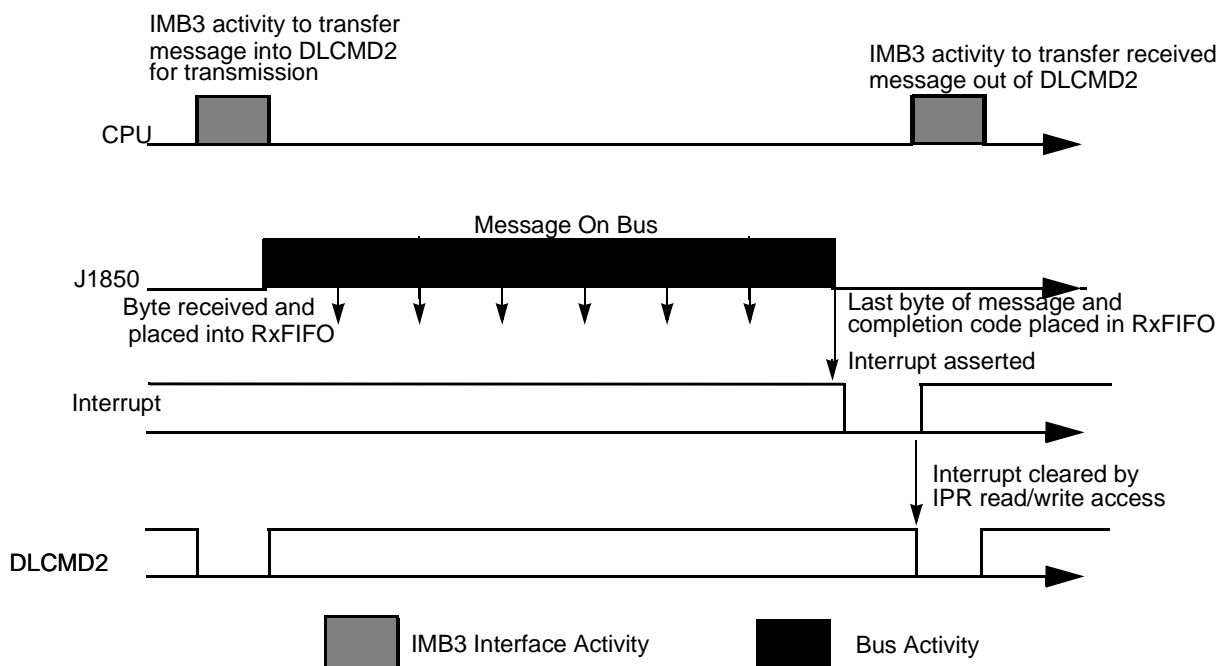 IMB3 activity to transfer
message into DLCMD2
for transmission
IMB3 activity to transfer received
message out of DLCMD2
CPU
Message On Bus
J1850
Byte received and
placed into RxFIFO
Last byte of message and
completion code placed in RxFIFO
Interrupt asserted
Interrupt
Interrupt cleared by
IPR read/write access
DLCMD2
IMB3 Interface Activity
Bus Activity